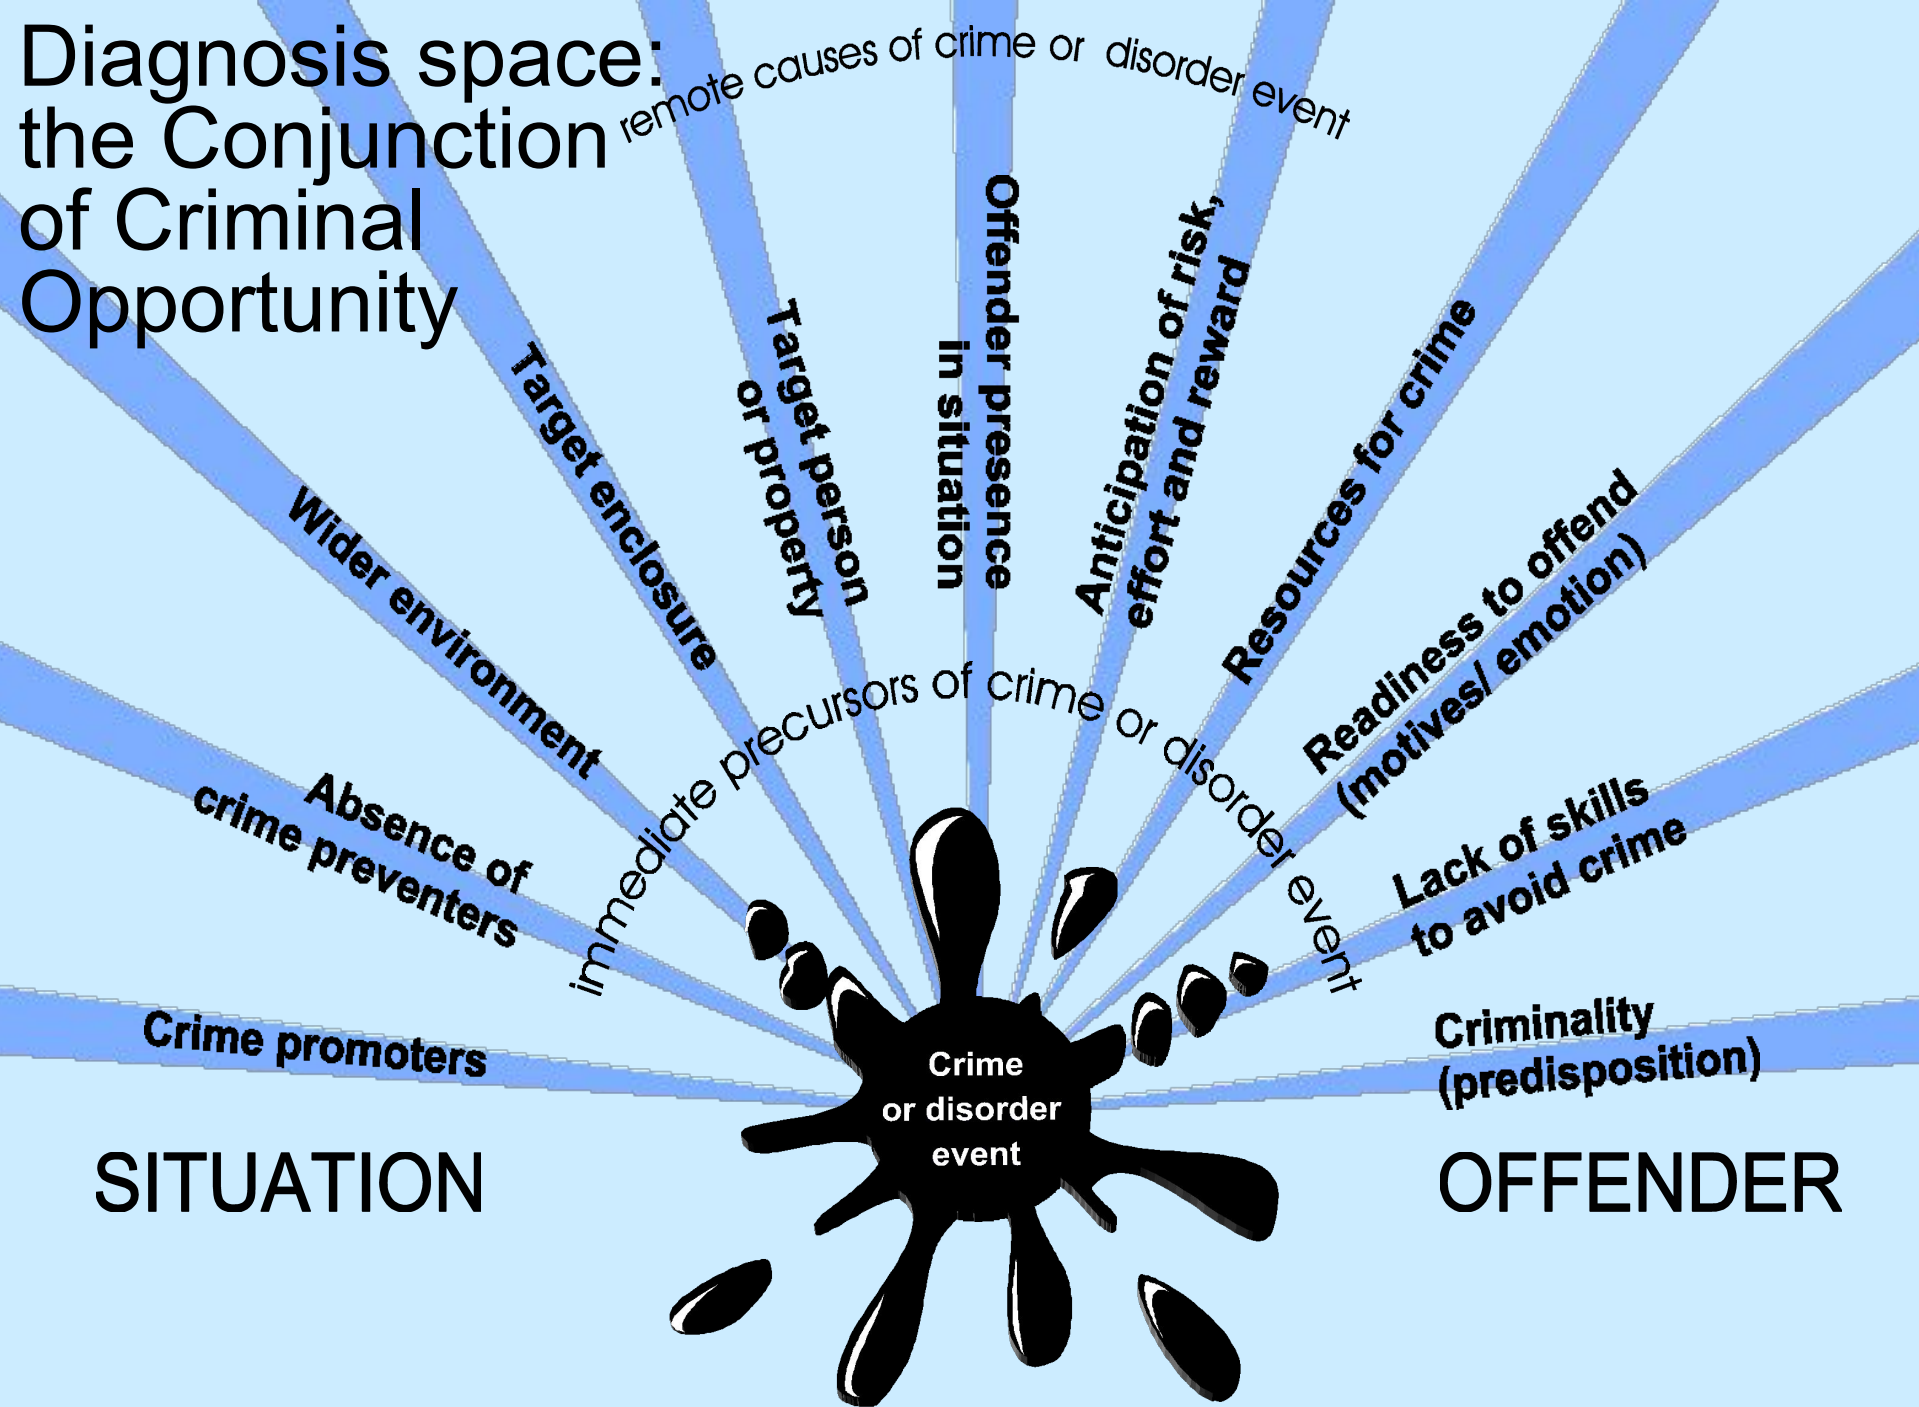 Diagnosis space:
the Conjunction
of Criminal
Opportunity
remote causes of crime or disorder event
Crime promoters
Absence of
crime preventers
Wider environment
Target enclosure
Target person
or property
Offender presence
in situation
Anticipation of risk,
effort and reward
Resources for crime
Readiness to offend
(motives/ emotion)
Lack of skills
to avoid crime
Criminality
(predisposition)
immediate precursors of crime or disorder event
Crime
or disorder
event
SITUATION
OFFENDER